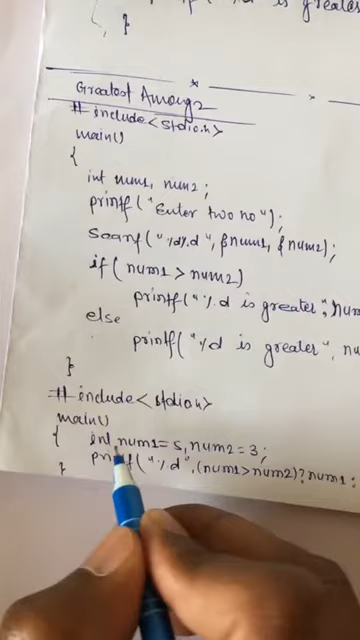 is greater
}
Greatest Among 2
# include<stdio.h>
main()
{
int num1, num2;
printf("Enter two no");
scanf("%d%d", &num1, &num2);
if(num1>num2)
printf("%d is greater", num
else
printf("%d is greater", nu
}
# include<stdio.h>
main()
{ int num1=5, num2=3;
printf("%d", (num1>num2)?num1:
}